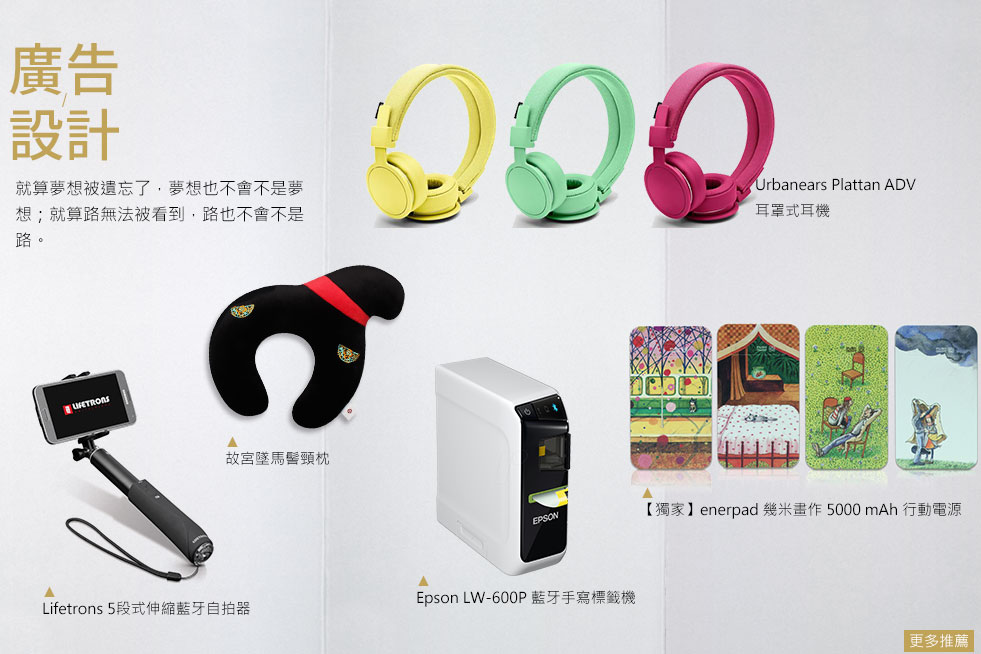 廣告
/
設計
就算夢想被遺忘了，夢想也不會不是夢
想；就算路無法被看到，路也不會不是
路。
Urbanears Plattan ADV
耳罩式耳機
LIFETRONS
故宮墜馬髻頸枕
EPSON
【獨家】enerpad 幾米畫作 5000 mAh 行動電源
Lifetrons 5段式伸縮藍牙自拍器
Epson LW-600P 藍牙手寫標籤機
更多推薦